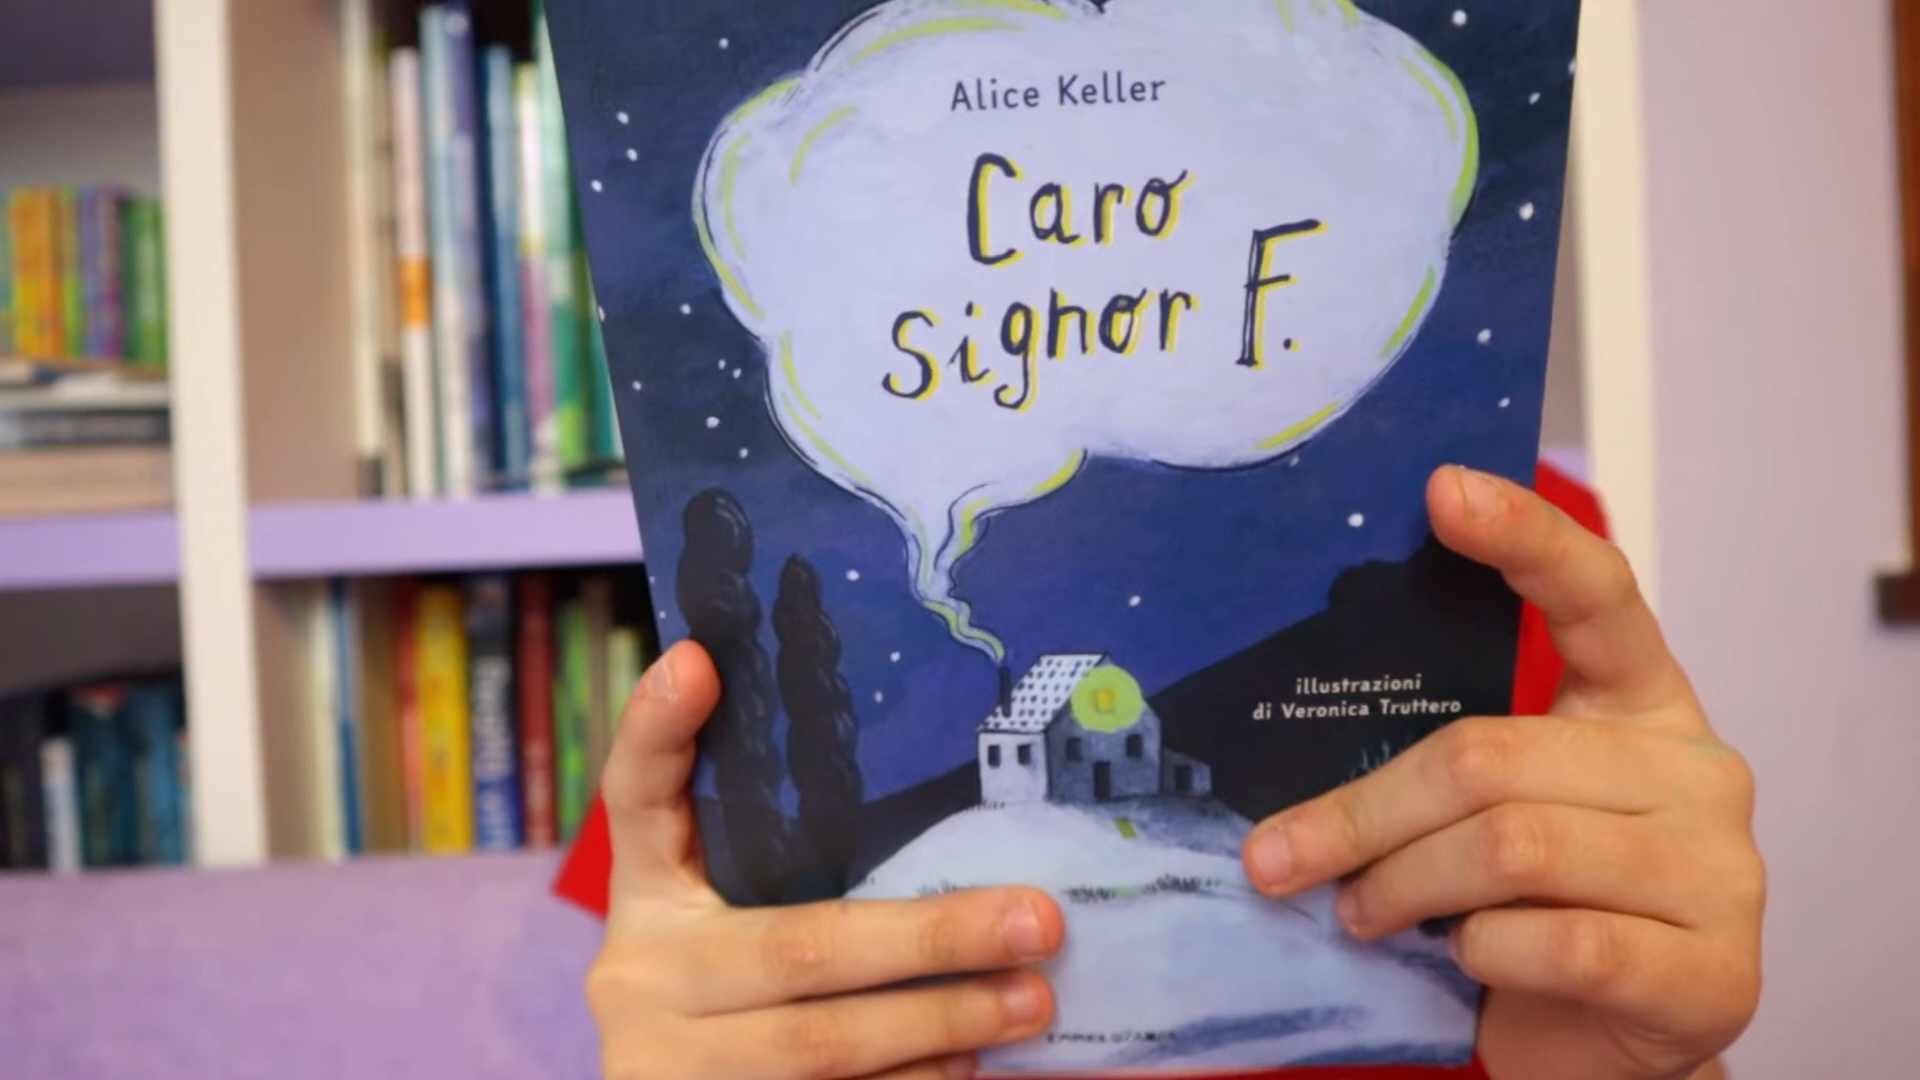 Alice Keller
Caro
signor F.
illustrazioni
di Veronica Truttero